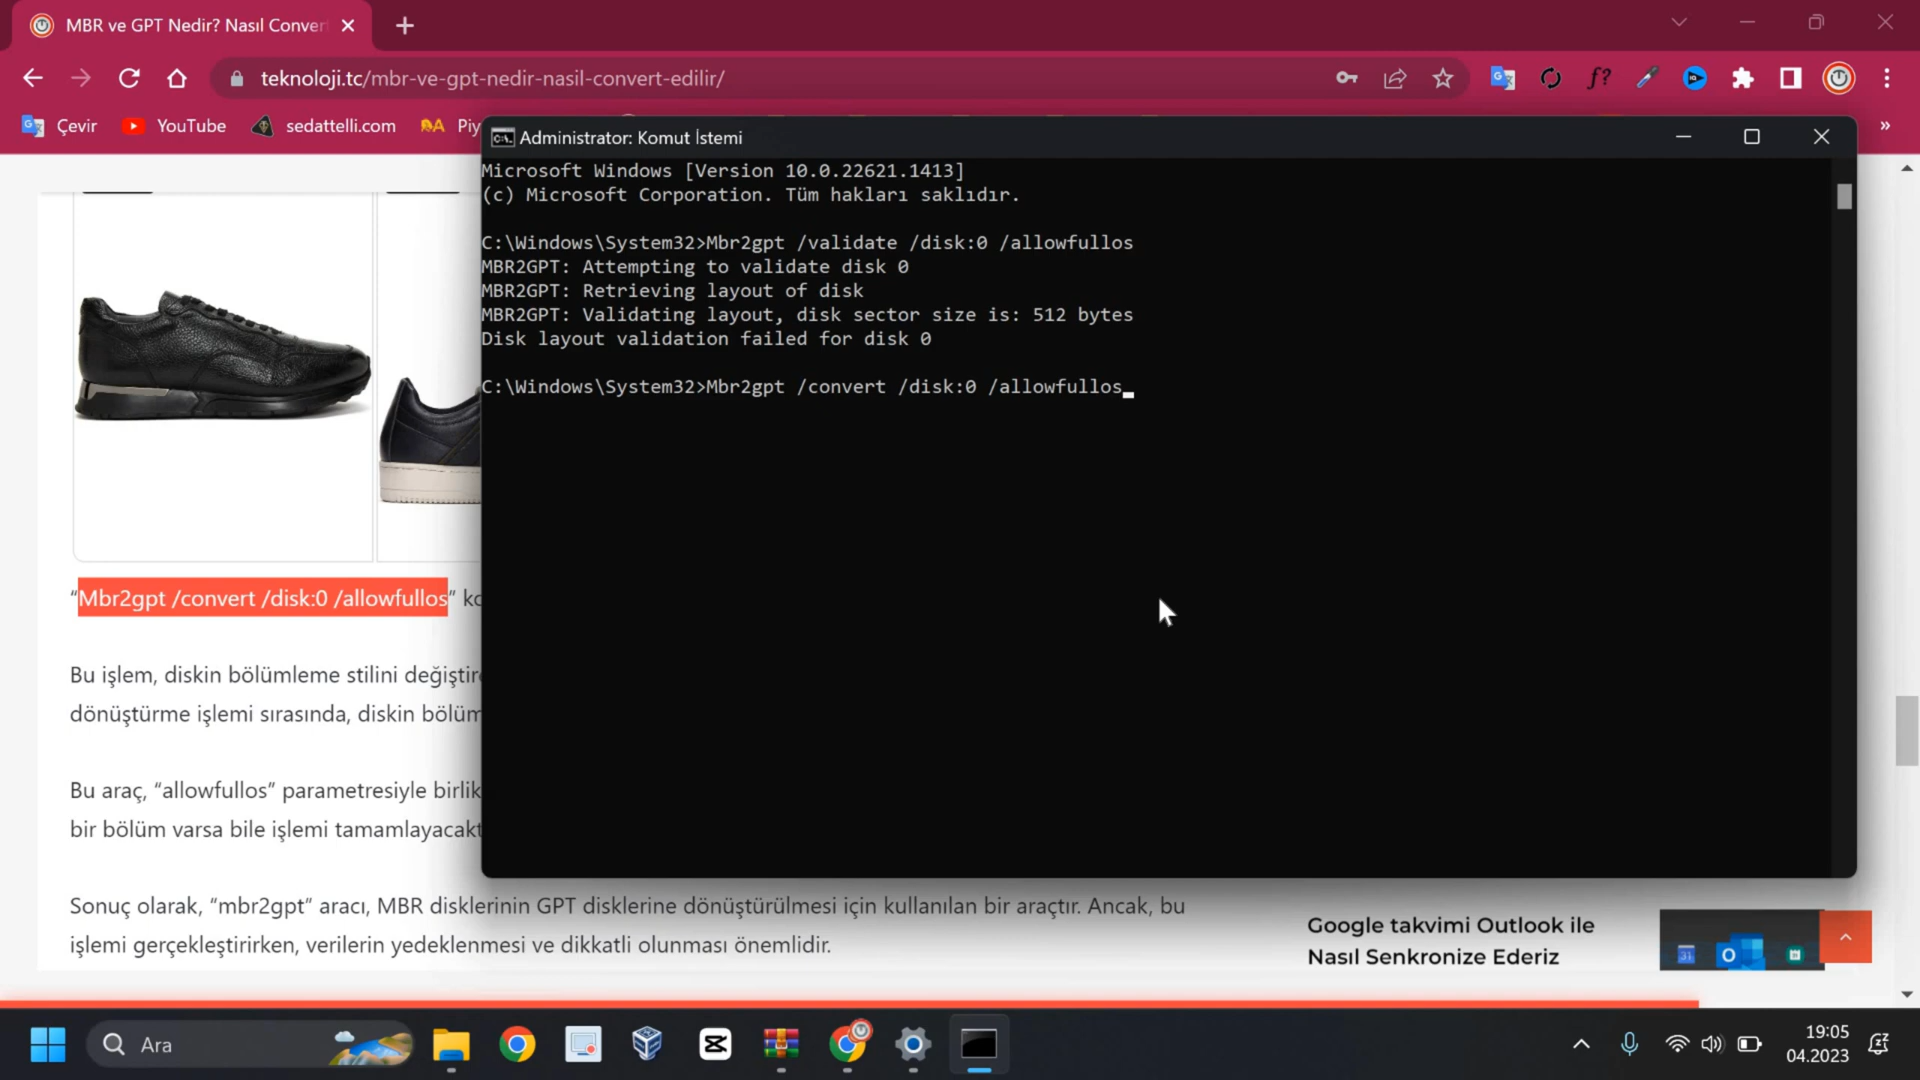 MBR ve GPT Nedir? Nasıl Conver
teknoloji.tc/mbr-ve-gpt-nedir-nasil-convert-edilir/
Çevir
YouTube
sedattelli.com
Piy
Administrator: Komut İstemi
Microsoft Windows [Version 10.0.22621.1413]
(c) Microsoft Corporation. Tüm hakları saklıdır.
C:\Windows\System32>Mbr2gpt /validate /disk:0 /allowfullos
MBR2GPT: Attempting to validate disk 0
MBR2GPT: Retrieving layout of disk
MBR2GPT: Validating layout, disk sector size is: 512 bytes
Disk layout validation failed for disk 0
C:\Windows\System32>Mbr2gpt /convert /disk:0 /allowfullos
“Mbr2gpt /convert /disk:0 /allowfullos” ko
Bu işlem, diskin bölümleme stilini değiştir
dönüştürme işlemi sırasında, diskin bölüm
Bu araç, “allowfullos” parametresiyle birlik
bir bölüm varsa bile işlemi tamamlayacakt
Sonuç olarak, “mbr2gpt” aracı, MBR disklerinin GPT disklerine dönüştürülmesi için kullanılan bir araçtır. Ancak, bu
işlemi gerçekleştirirken, verilerin yedeklenmesi ve dikkatli olunması önemlidir.
Google takvimi Outlook ile
Nasıl Senkronize Ederiz
Ara
19:05
04.2023